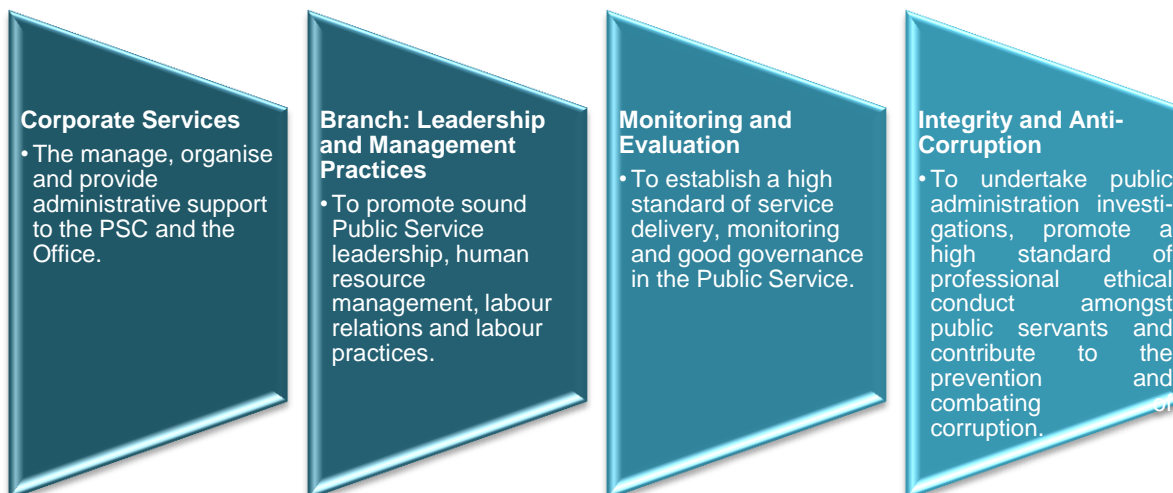 Corporate Services
• The manage, organise
and provide
administrative support
to the PSC and the
Office.
Branch: Leadership
and Management
Practices
• To promote sound
Public Service
leadership, human
resource
management, labour
relations and labour
practices.
Monitoring and
Evaluation
• To establish a high
standard of service
delivery, monitoring
and good governance
in the Public Service.
Integrity and Anti-
Corruption
• To undertake public
administration investi-
gations, promote a
high standard of
professional ethical
conduct amongst
public servants and
contribute to the
prevention and
combating of
corruption.